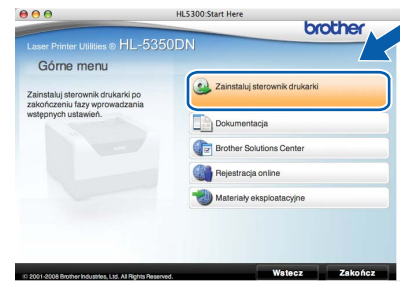 HL5300:Start Here
brother
Laser Printer Utilities ® HL-5350DN
Górne menu
Zainstaluj sterownik drukarki po
zakończeniu fazy wprowadzania
wstępnych ustawień.
Zainstaluj sterownik drukarki
Dokumentacja
Brother Solutions Center
Rejestracja online
Materiały eksploatacyjne
© 2001-2008 Brother Industries, Ltd. All Rights Reserved.
Wstecz
Zakończ